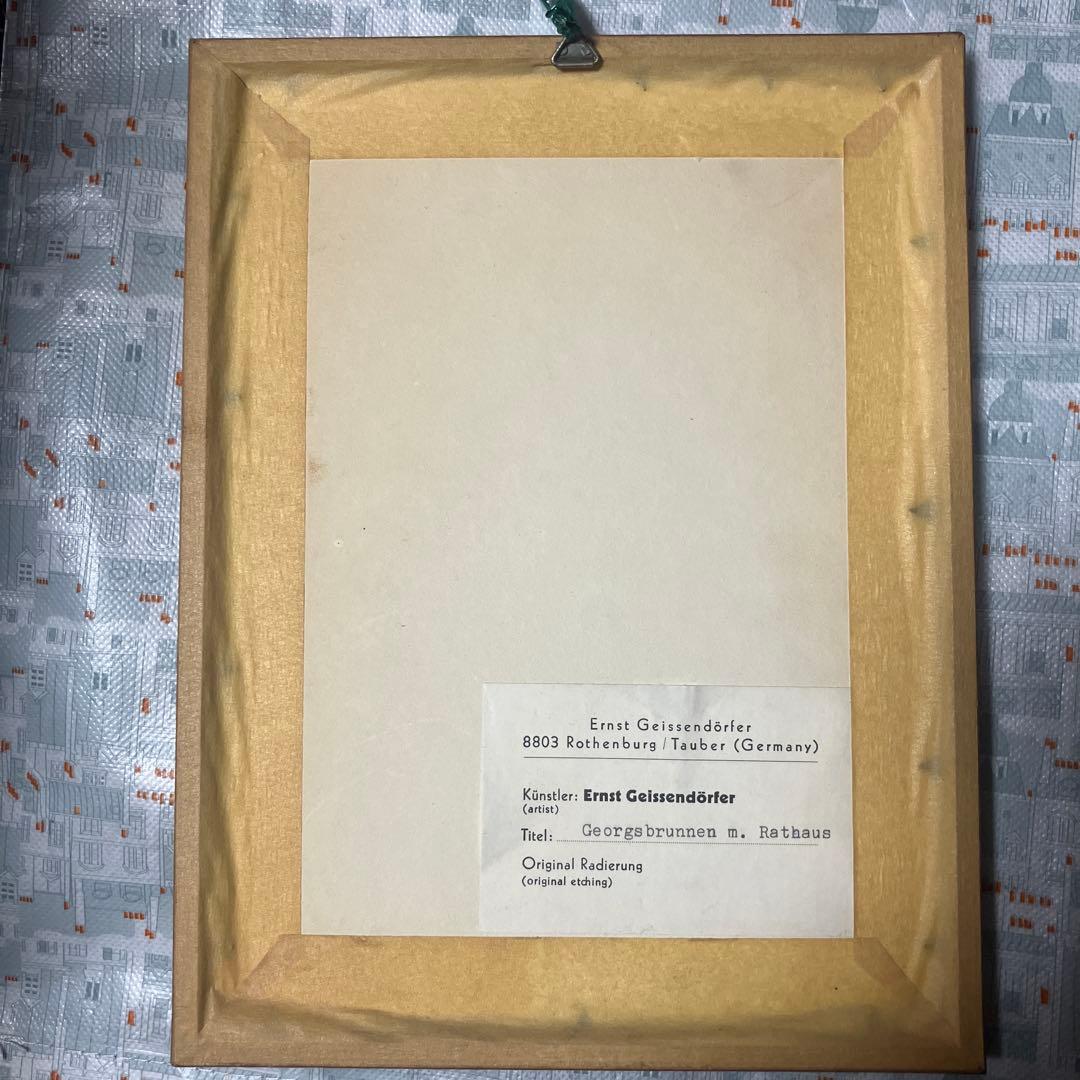 Ernst Geissendörfer
8803 Rothenburg / Tauber (Germany)
Künstler: Ernst Geissendörfer
(artist)
Titel: Georgsbrunnen m. Rathaus
Original Radierung
(original etching)